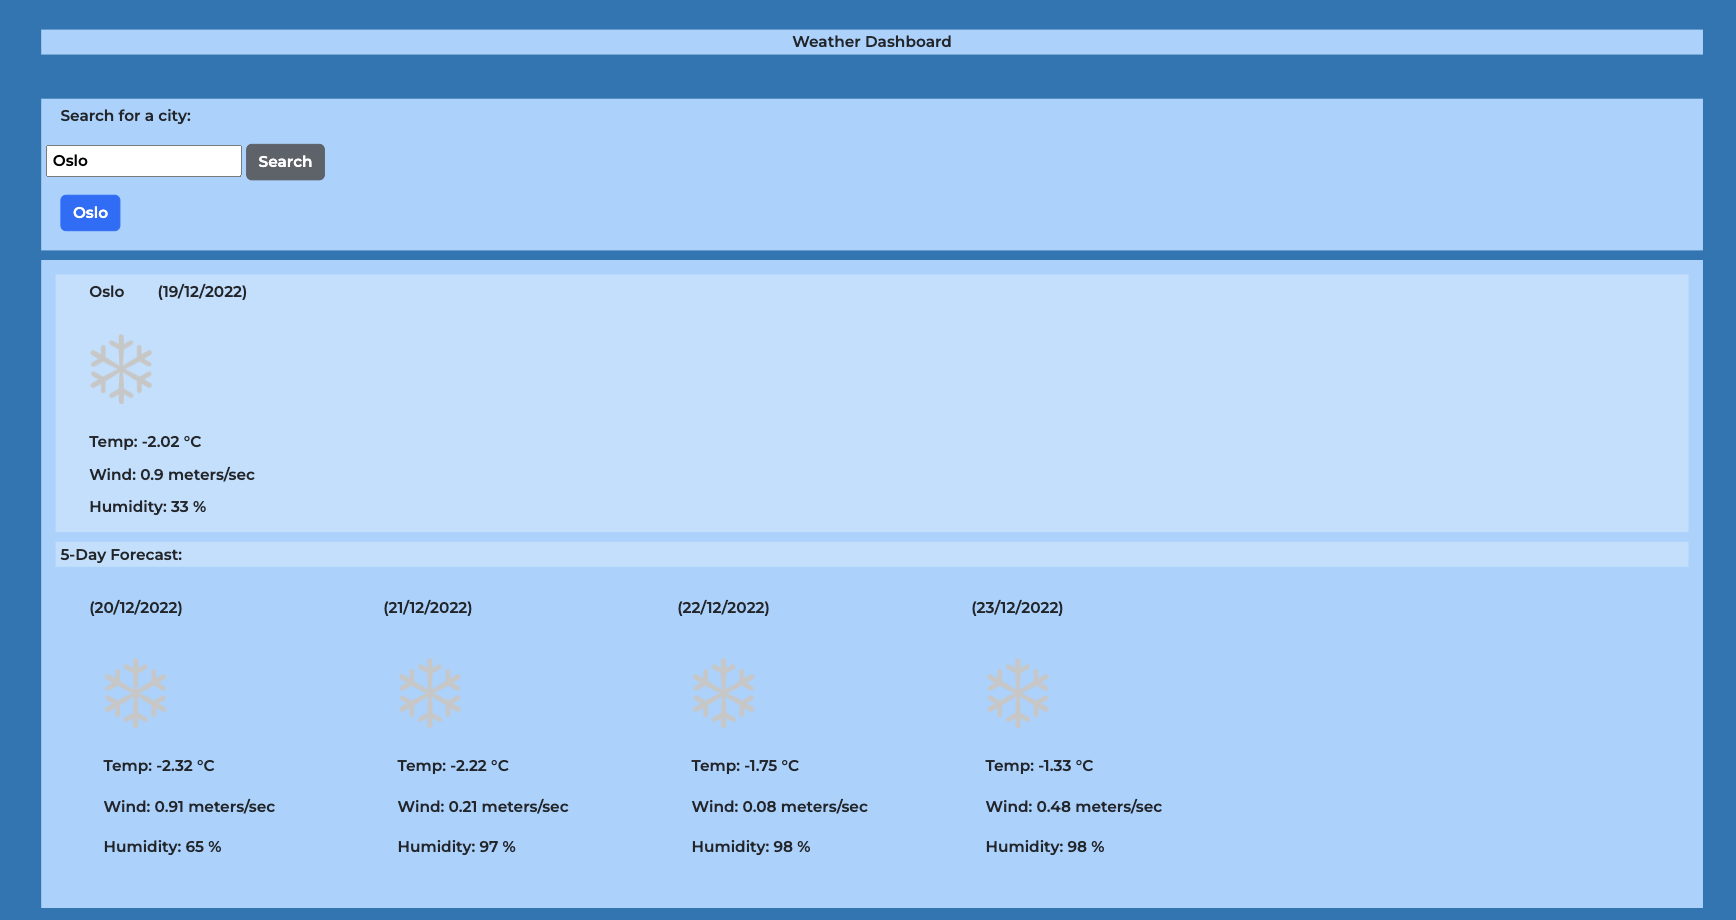 Weather Dashboard
Search for a city:
Oslo
Search
Oslo
Oslo (19/12/2022)
Temp: -2.02 °C
Wind: 0.9 meters/sec
Humidity: 33 %
5-Day Forecast:
(20/12/2022)
Temp: -2.32 °C
Wind: 0.91 meters/sec
Humidity: 65 %
(21/12/2022)
Temp: -2.22 °C
Wind: 0.21 meters/sec
Humidity: 97 %
(22/12/2022)
Temp: -1.75 °C
Wind: 0.08 meters/sec
Humidity: 98 %
(23/12/2022)
Temp: -1.33 °C
Wind: 0.48 meters/sec
Humidity: 98 %